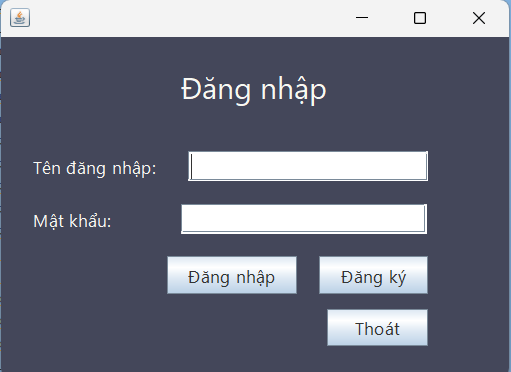 Đăng nhập
Tên đăng nhập:
Mật khẩu:
Đăng nhập
Đăng ký
Thoát